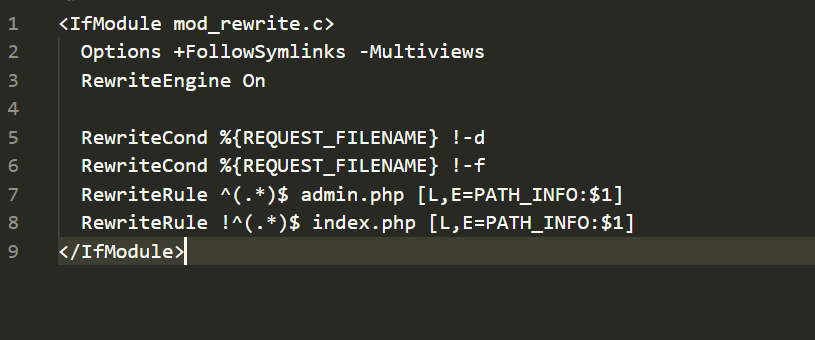 1 <IfModule mod_rewrite.c>
2 Options +FollowSymlinks -Multiviews
3 RewriteEngine On
4
5 RewriteCond %{REQUEST_FILENAME} !-d
6 RewriteCond %{REQUEST_FILENAME} !-f
7 RewriteRule ^(.*)$ admin.php [L,E=PATH_INFO:$1]
8 RewriteRule !^(.*)$ index.php [L,E=PATH_INFO:$1]
9 </IfModule>